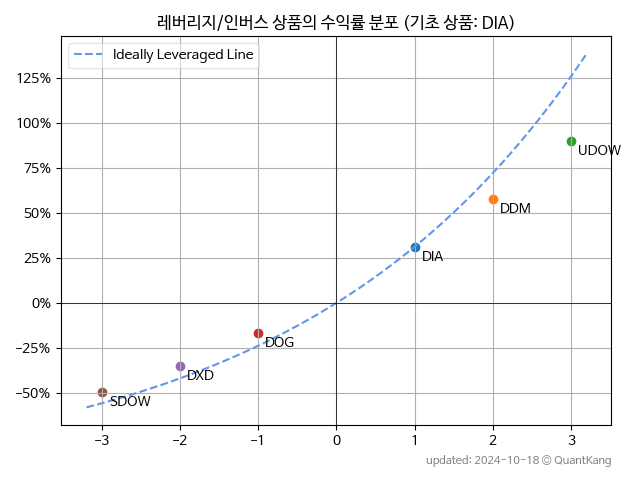 레버리지/인버스 상품의 수익률 분포 (기초 상품: DIA)
Ideally Leveraged Line
125%
100%
75%
50%
25%
0%
−25%
−50%
UDOW
DDM
DIA
DOG
DXD
SDOW
−3 −2 −1 0 1 2 3
updated: 2024-10-18 © QuantKang